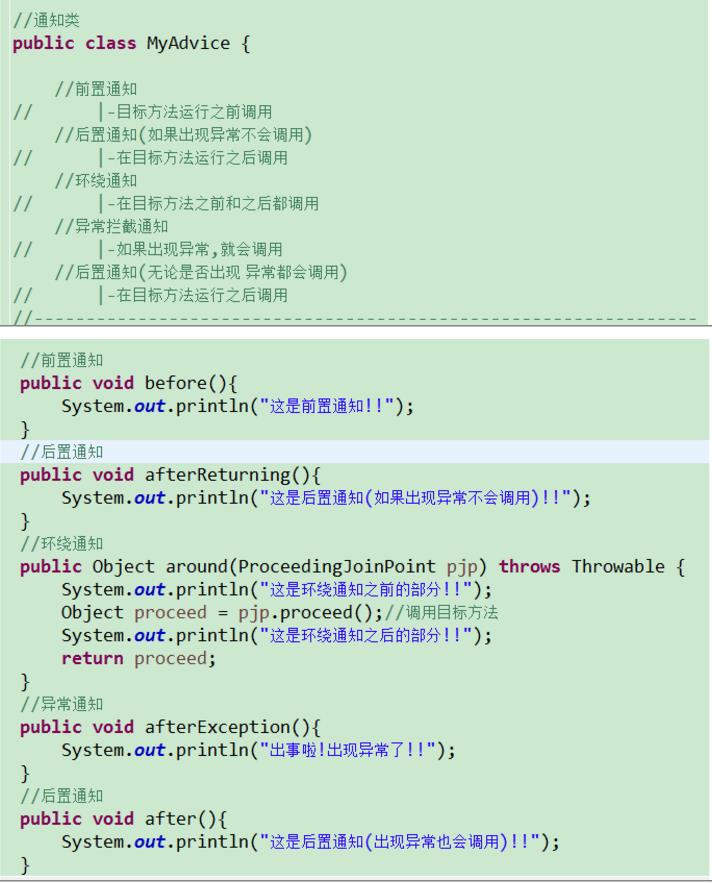 //通知类
public class MyAdvice {
//前置通知
// |-目标方法运行之前调用
//后置通知(如果出现异常不会调用)
// |-在目标方法运行之后调用
//环绕通知
// |-在目标方法之前和之后都调用
//异常拦截通知
// |-如果出现异常,就会调用
//后置通知(无论是否出现 异常都会调用)
// |-在目标方法运行之后调用
//----------------------------------------------------------------
//前置通知
public void before(){
System.out.println("这是前置通知!!");
}
//后置通知
public void afterReturning(){
System.out.println("这是后置通知(如果出现异常不会调用)!!");
}
//环绕通知
public Object around(ProceedingJoinPoint pjp) throws Throwable {
System.out.println("这是环绕通知之前的部分!!");
Object proceed = pjp.proceed();//调用目标方法
System.out.println("这是环绕通知之后的部分!!");
return proceed;
}
//异常通知
public void afterException(){
System.out.println("出事啦!出现异常了!!");
}
//后置通知
public void after(){
System.out.println("这是后置通知(出现异常也会调用)!!");
}